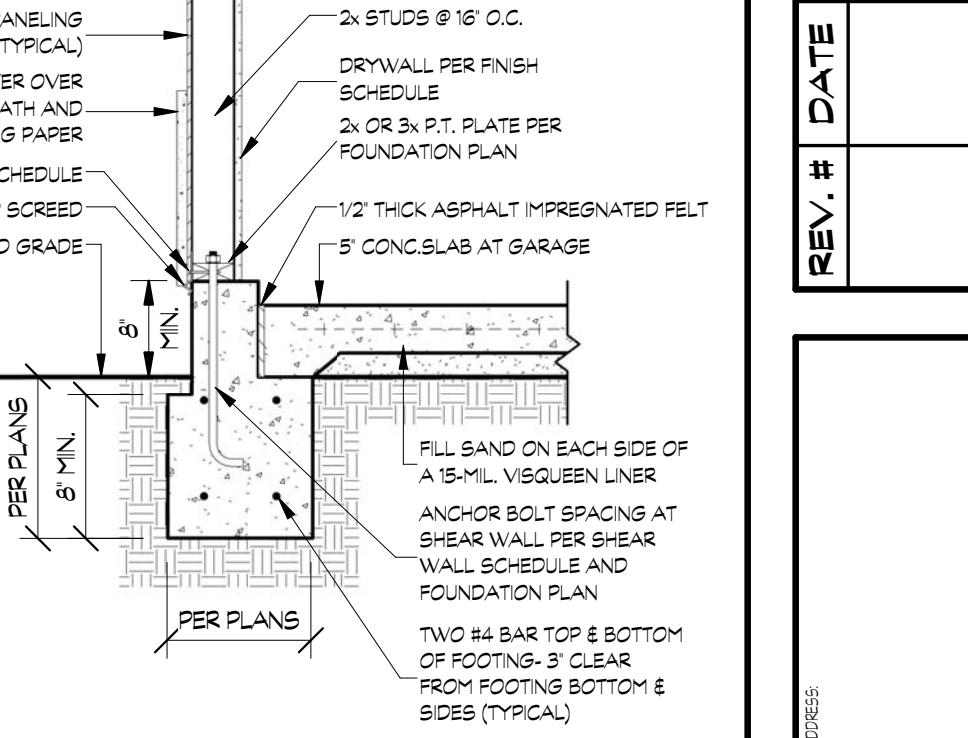 PANELING
(TYPICAL)
OVER
LATH AND
PAPER
SCHEDULE
SCREED
GRADE
2x STUDS @ 16" O.C.
DRYWALL PER FINISH
SCHEDULE
2x OR 3x P.T. PLATE PER
FOUNDATION PLAN
1/2" THICK ASPHALT IMPREGNATED FELT
5" CONC.SLAB AT GARAGE
8"
MIN.
PER PLANS
8" MIN.
PER PLANS
FILL SAND ON EACH SIDE OF
A 15-MIL. VISQUEEN LINER
ANCHOR BOLT SPACING AT
SHEAR WALL PER SHEAR
WALL SCHEDULE AND
FOUNDATION PLAN
TWO #4 BAR TOP & BOTTOM
OF FOOTING- 3" CLEAR
FROM FOOTING BOTTOM &
SIDES (TYPICAL)
REV. # DATE
DDRESS: